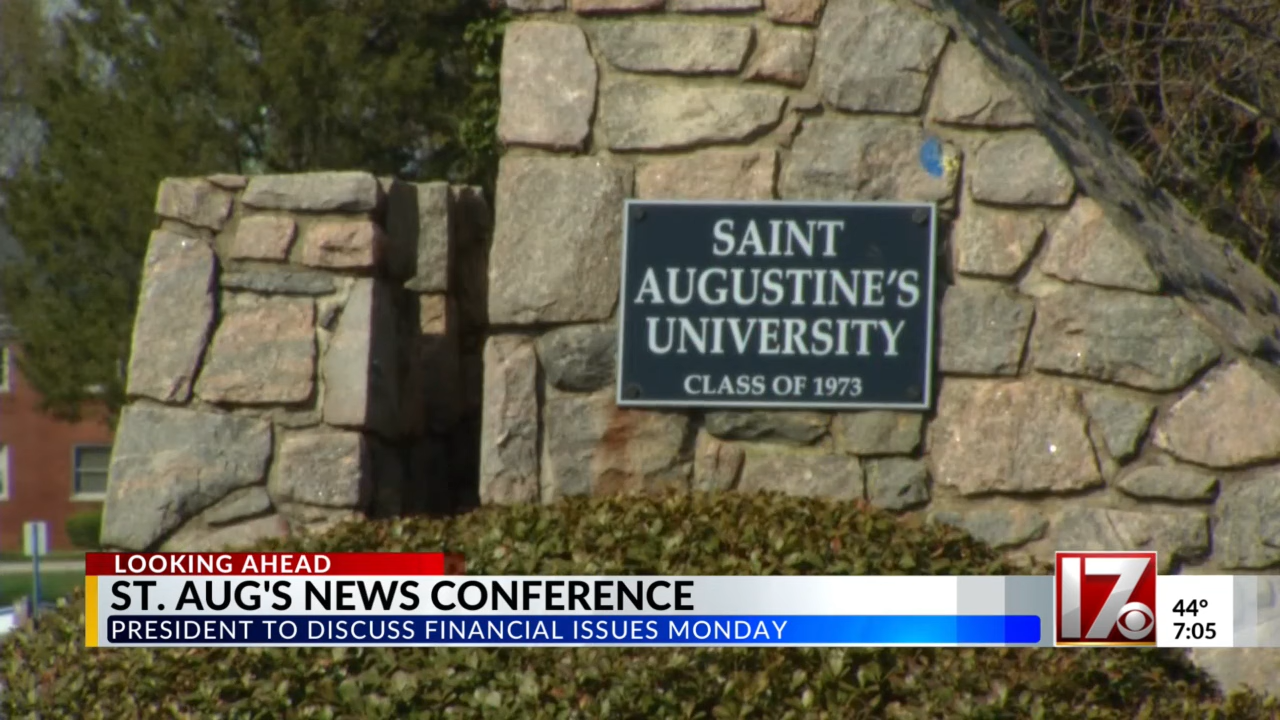 SAINT
AUGUSTINE'S
UNIVERSITY
CLASS OF 1973
LOOKING AHEAD
ST. AUG'S NEWS CONFERENCE
PRESIDENT TO DISCUSS FINANCIAL ISSUES MONDAY
17
44°
7:05